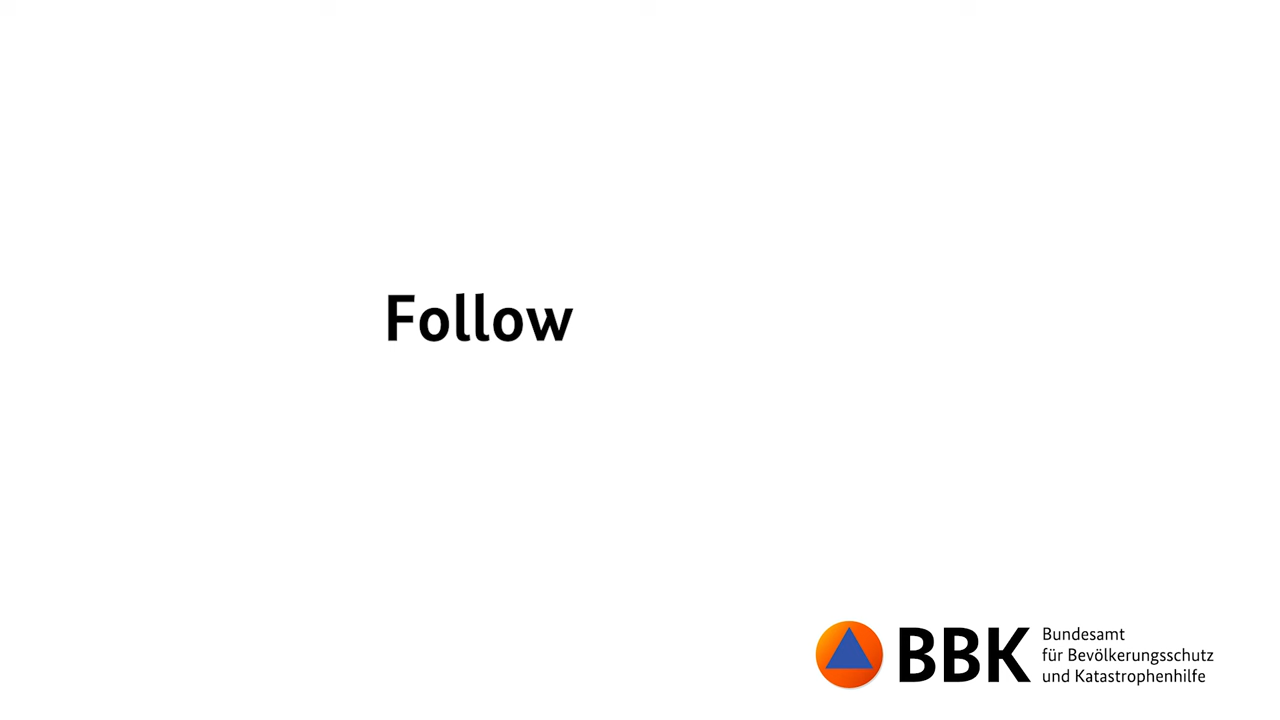 Follow
BBK
Bundesamt
für Bevölkerungsschutz
und Katastrophenhilfe